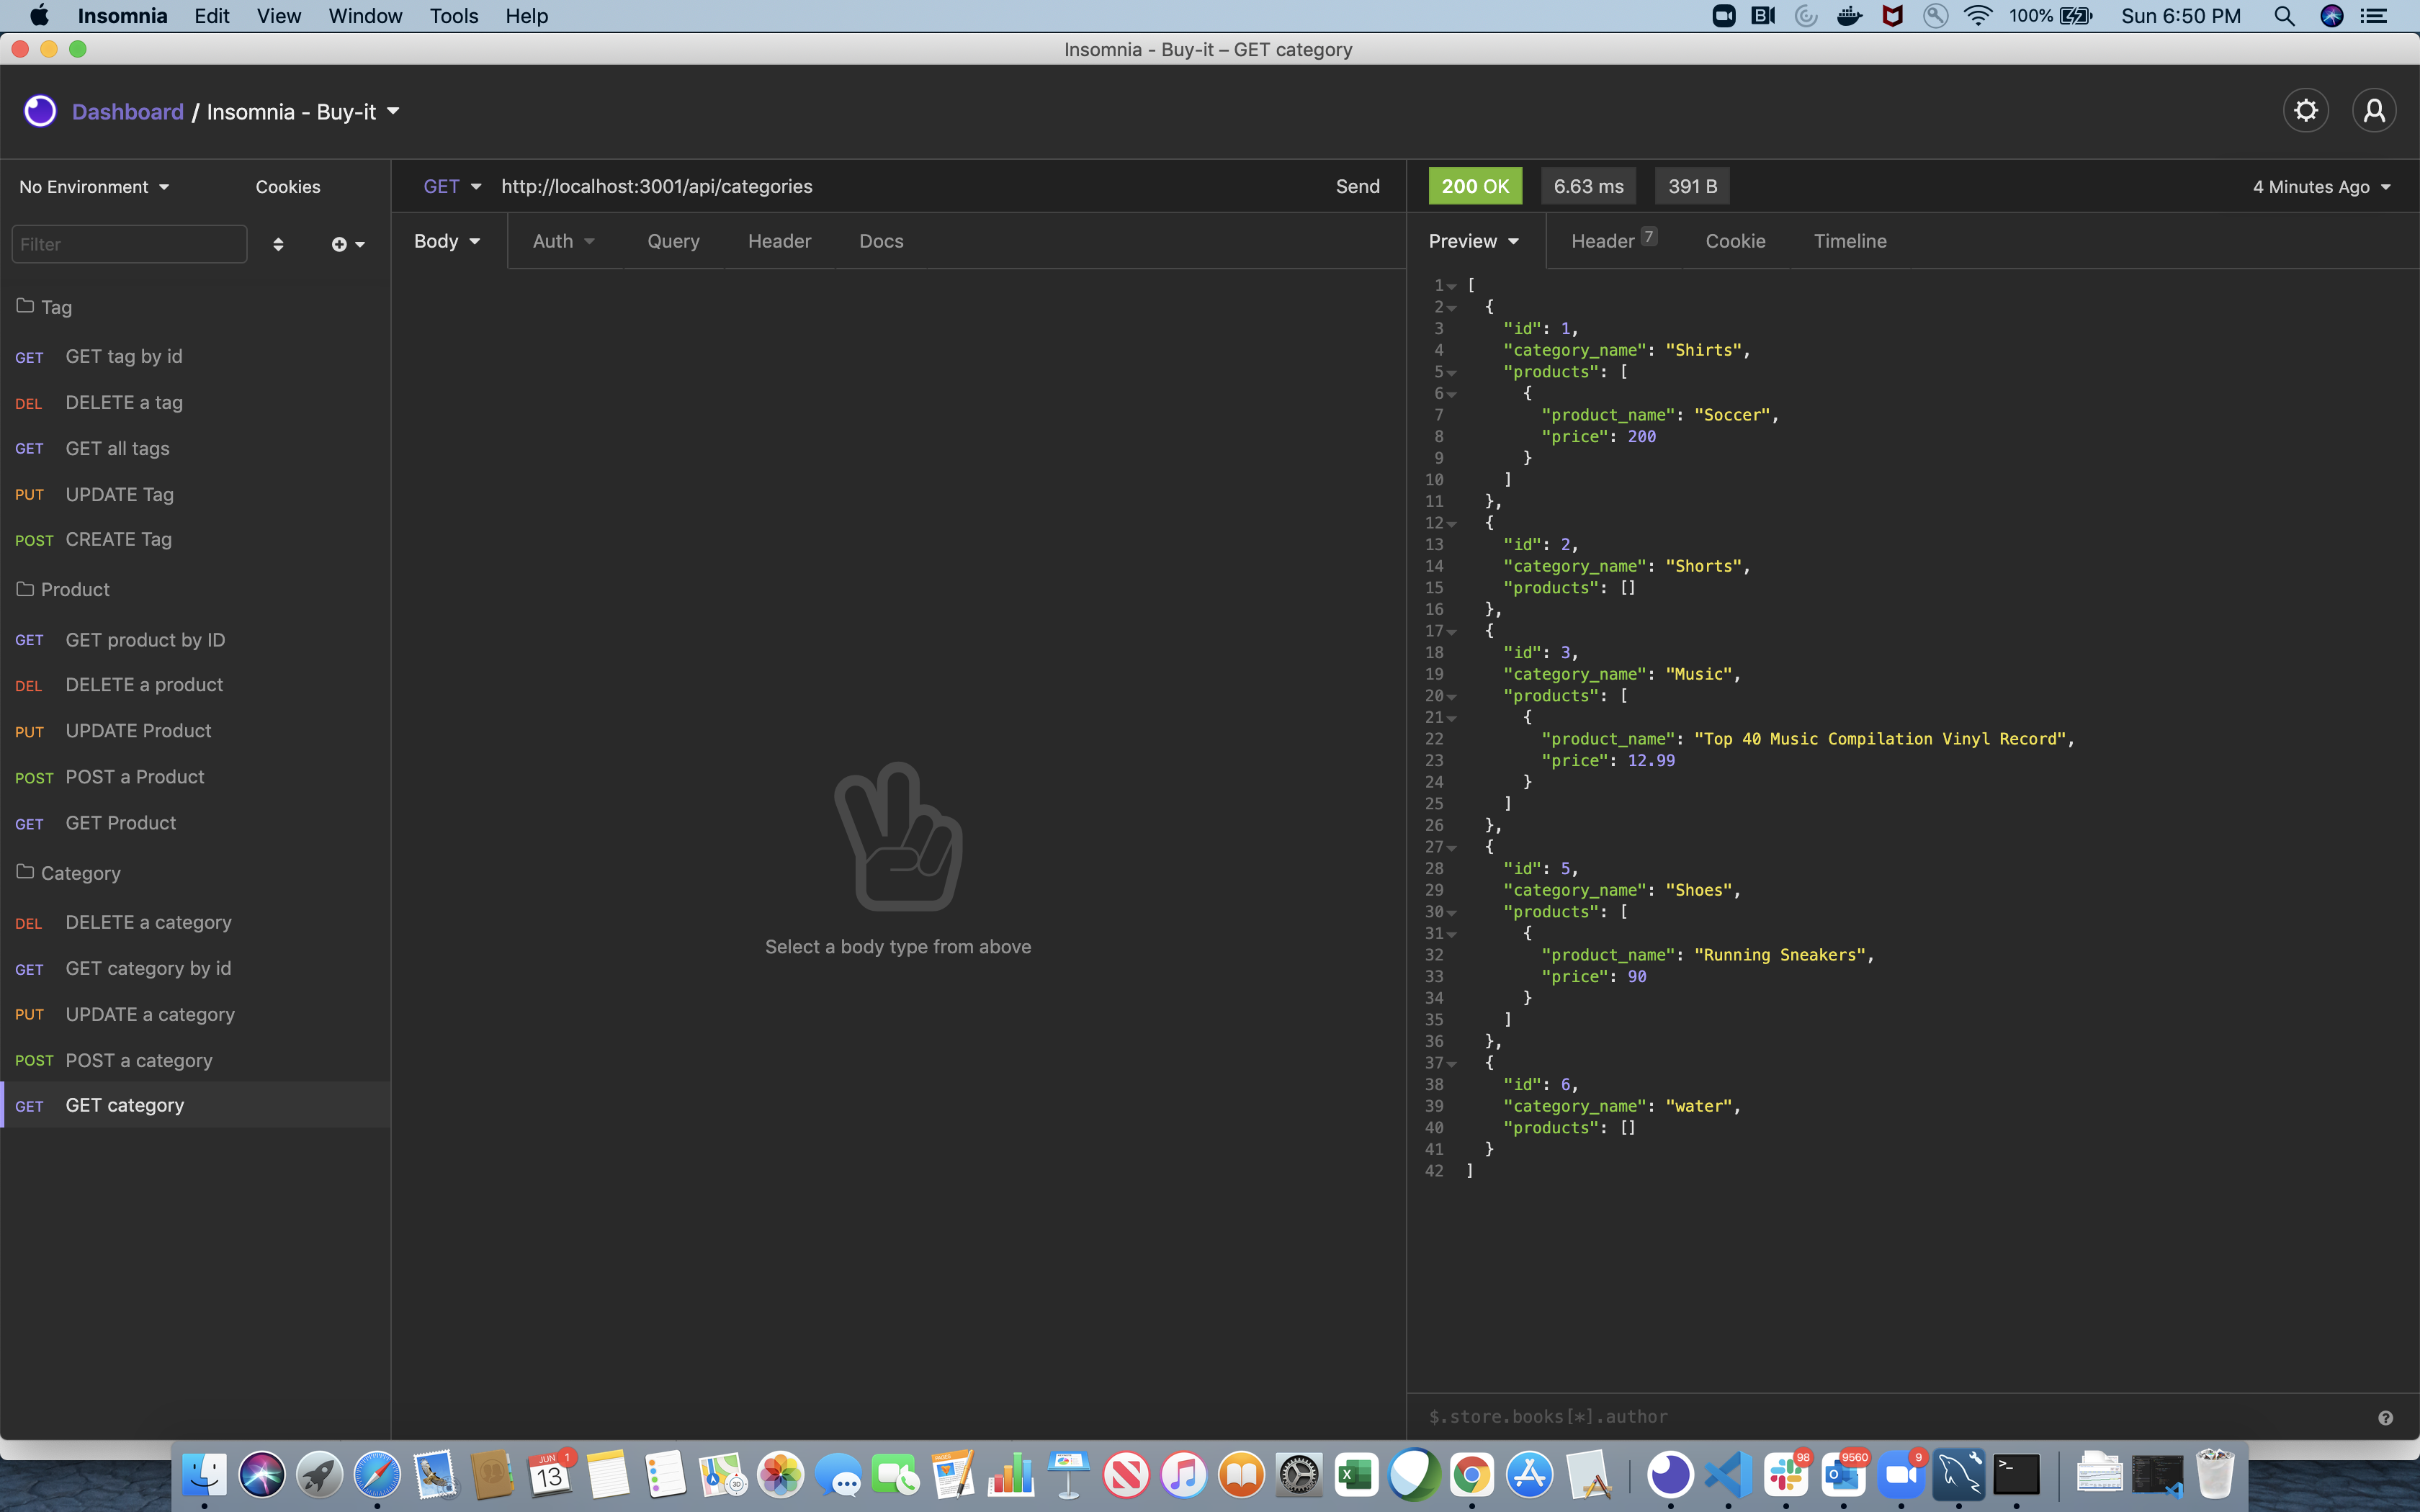 Insomnia Edit View Window Tools Help 100% Sun 6:50 PM
Insomnia - Buy-it – GET category
Dashboard / Insomnia - Buy-it
No Environment Cookies
GET http://localhost:3001/api/categories Send
200 OK 6.63 ms 391 B 4 Minutes Ago
Filter
Body Auth Query Header Docs
Preview Header 7 Cookie Timeline
Tag
GET GET tag by id
DEL DELETE a tag
GET GET all tags
PUT UPDATE Tag
POST CREATE Tag
Product
GET GET product by ID
DEL DELETE a product
PUT UPDATE Product
POST POST a Product
GET GET Product
Category
DEL DELETE a category
GET GET category by id
PUT UPDATE a category
POST POST a category
GET GET category
Select a body type from above
1 [
2 {
3 "id": 1,
4 "category_name": "Shirts",
5 "products": [
6 {
7 "product_name": "Soccer",
8 "price": 200
9 }
10 ]
11 },
12 {
13 "id": 2,
14 "category_name": "Shorts",
15 "products": []
16 },
17 {
18 "id": 3,
19 "category_name": "Music",
20 "products": [
21 {
22 "product_name": "Top 40 Music Compilation Vinyl Record",
23 "price": 12.99
24 }
25 ]
26 },
27 {
28 "id": 5,
29 "category_name": "Shoes",
30 "products": [
31 {
32 "product_name": "Running Sneakers",
33 "price": 90
34 }
35 ]
36 },
37 {
38 "id": 6,
39 "category_name": "water",
40 "products": []
41 }
42 ]
$.store.books[*].author
JUN 13 1
98 9560 9